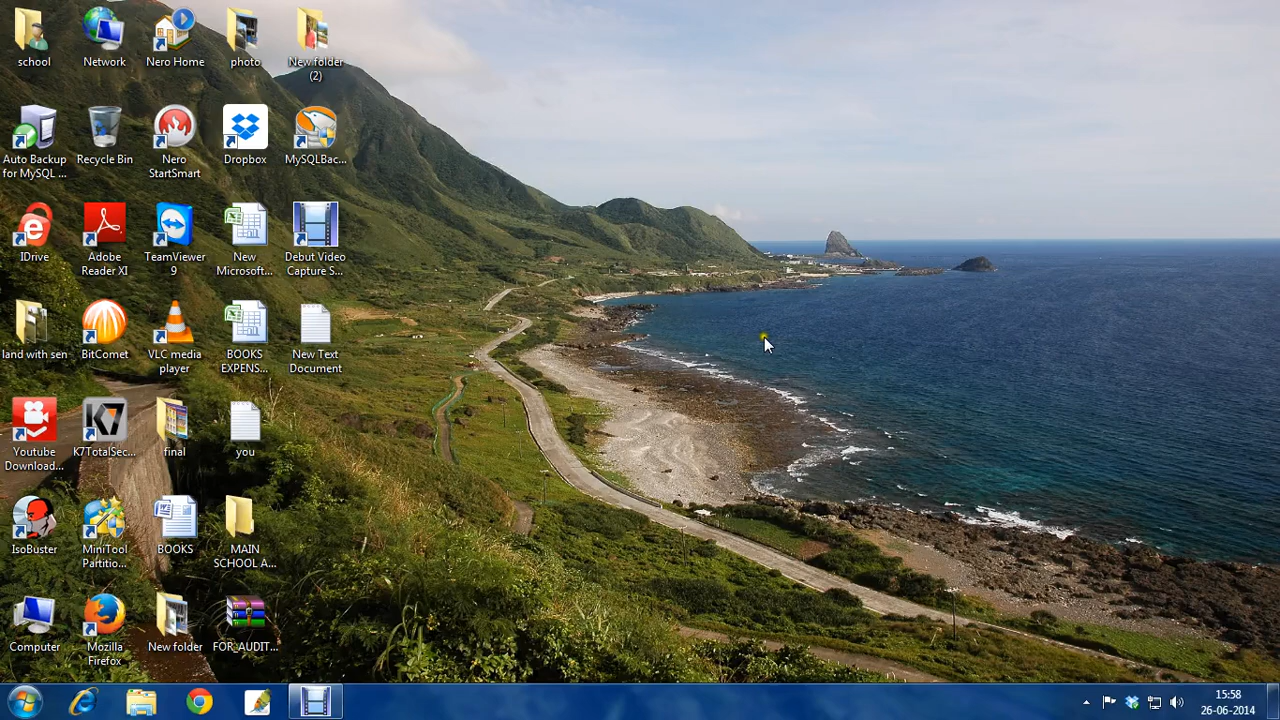 school
Network
Nero Home
photo
New folder
(2)
Auto Backup
for MySQL ...
Recycle Bin
Nero
StartSmart
Dropbox
MySQLBac...
IDrive
Adobe
Reader XI
TeamViewer
9
New
Microsoft...
Debut Video
Capture S...
land with sen
BitComet
VLC media
player
BOOKS
EXPENS...
New Text
Document
Youtube
Download...
K7TotalSec...
final
you
IsoBuster
MiniTool
Partitio...
BOOKS
MAIN
SCHOOL A...
Computer
Mozilla
Firefox
New folder
FOR_AUDIT...
15:58
26-06-2014